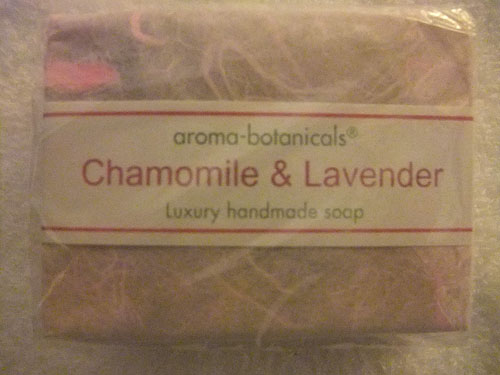 aroma-botanicals®
Chamomile & Lavender
Luxury handmade soap